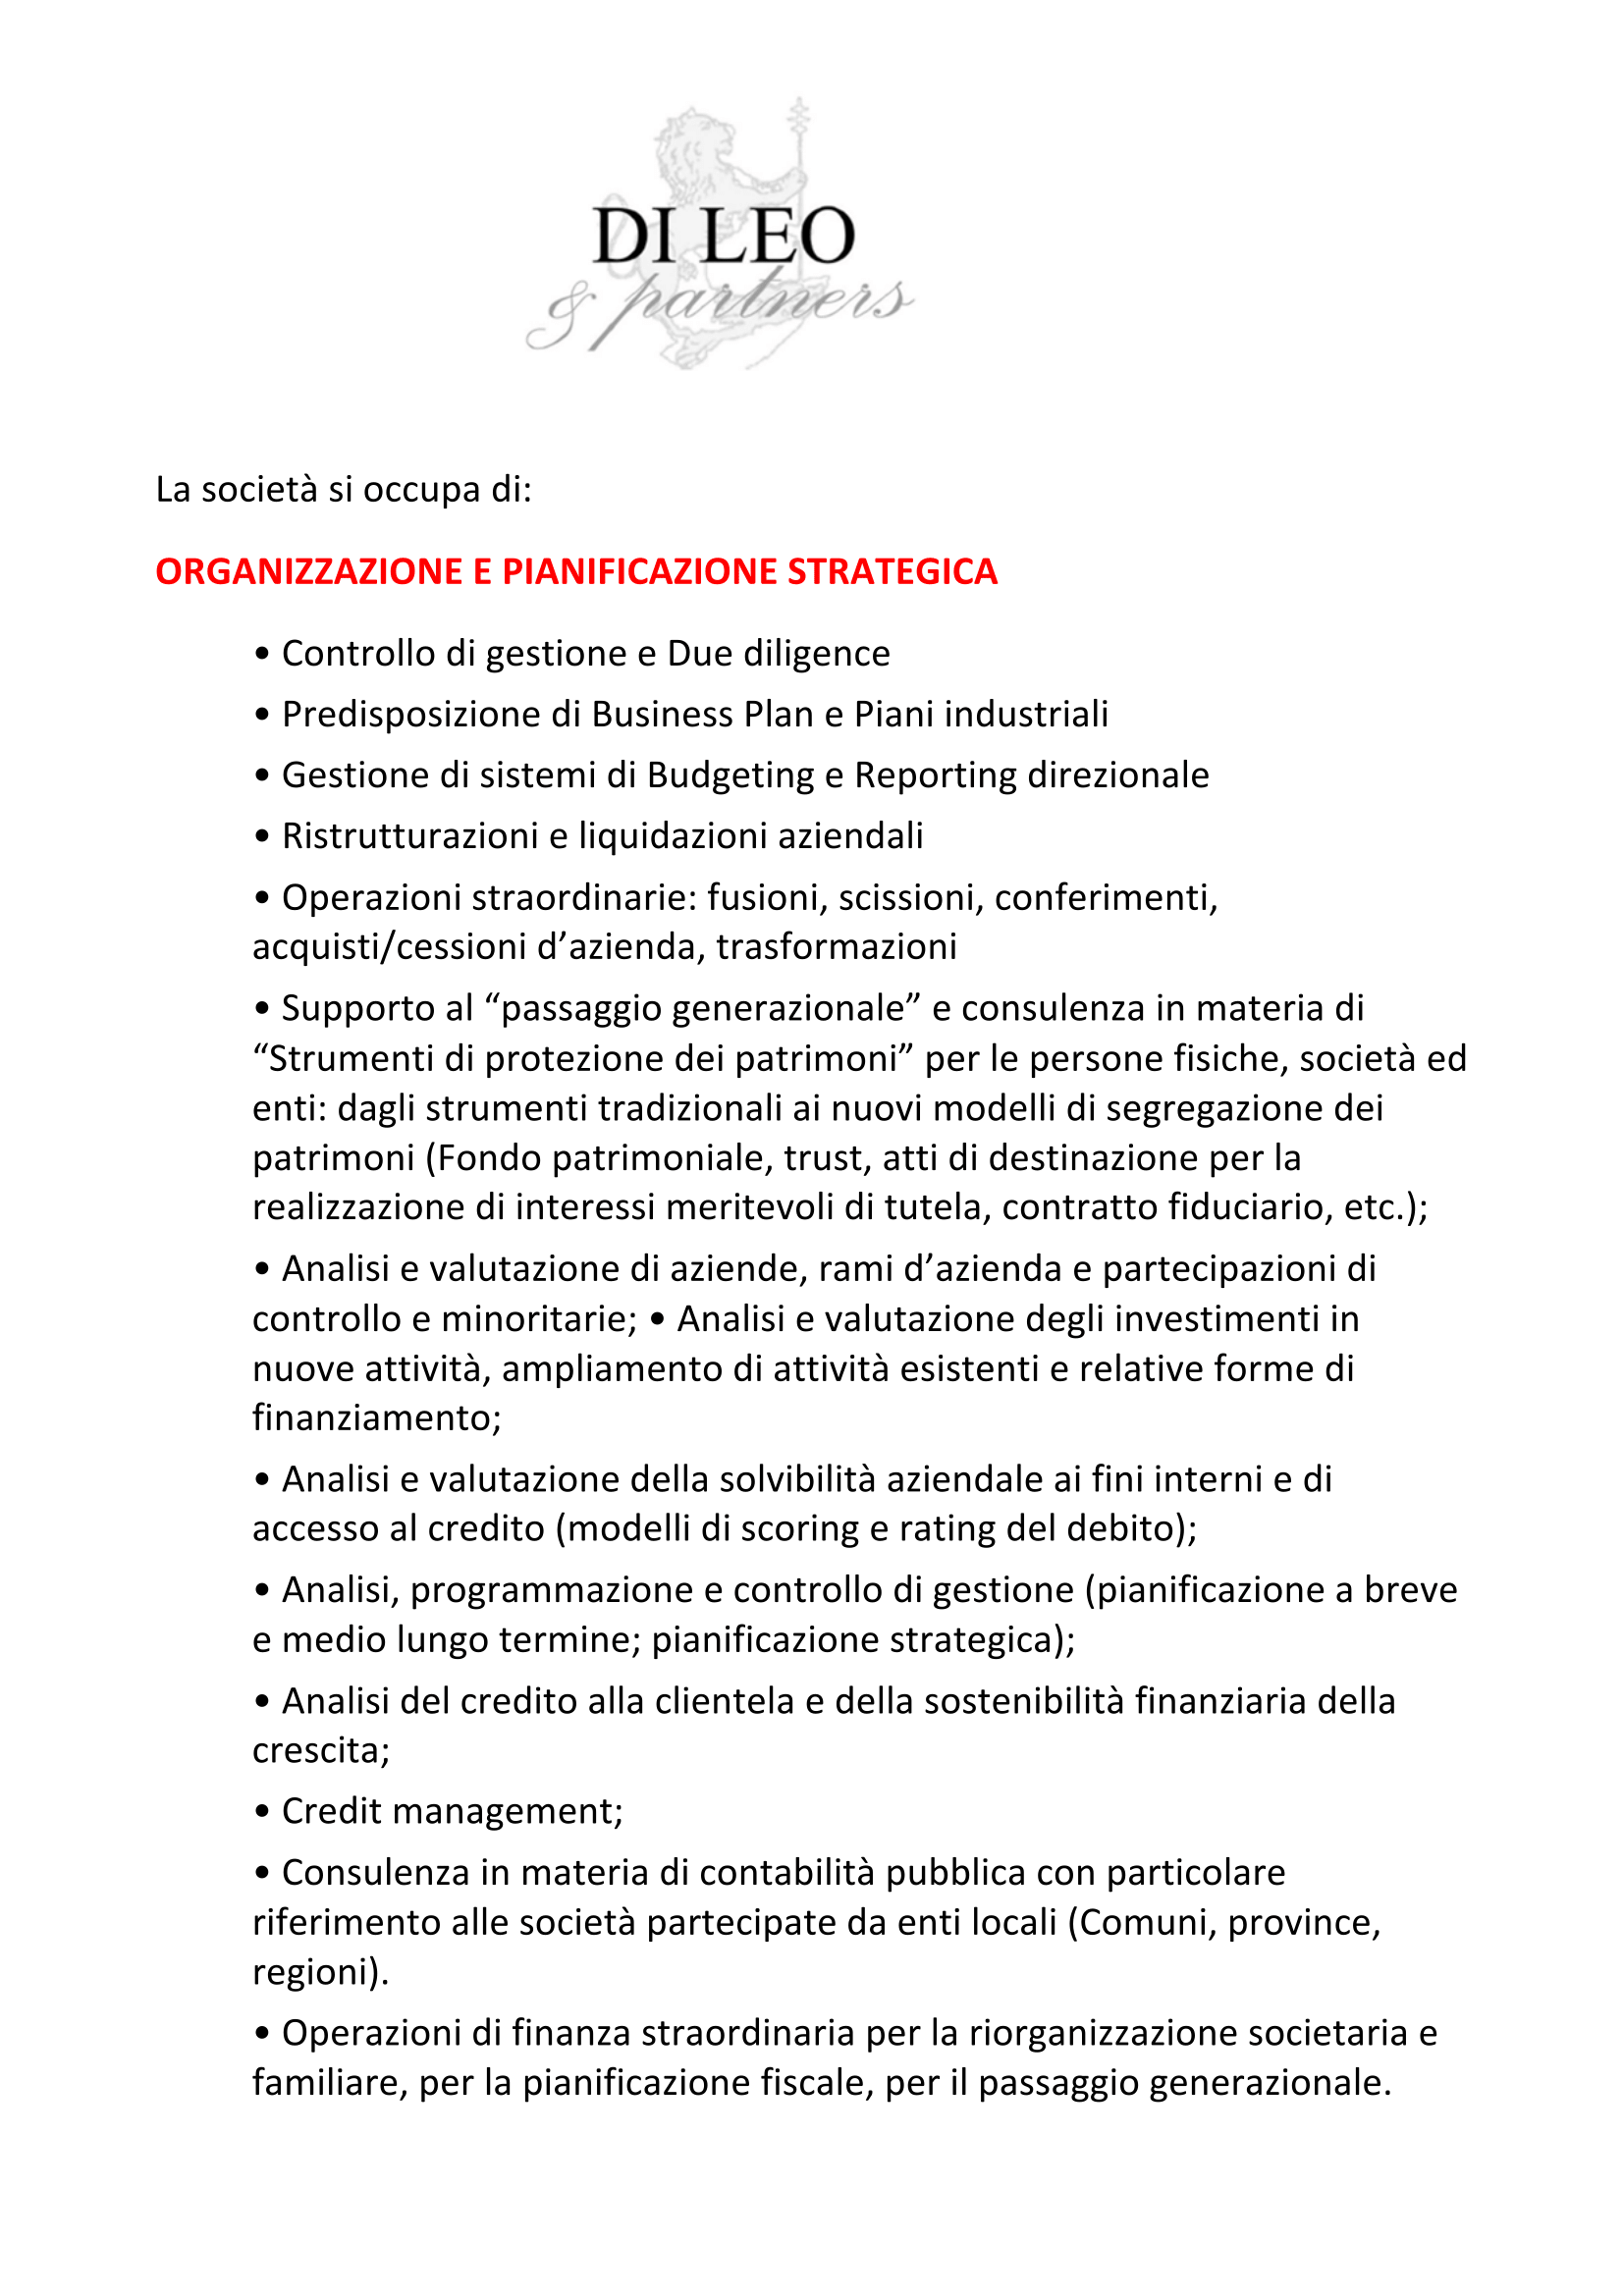 DI LEO
& partners
La società si occupa di:
ORGANIZZAZIONE E PIANIFICAZIONE STRATEGICA
• Controllo di gestione e Due diligence
• Predisposizione di Business Plan e Piani industriali
• Gestione di sistemi di Budgeting e Reporting direzionale
• Ristrutturazioni e liquidazioni aziendali
• Operazioni straordinarie: fusioni, scissioni, conferimenti,
acquisti/cessioni d’azienda, trasformazioni
• Supporto al “passaggio generazionale” e consulenza in materia di
“Strumenti di protezione dei patrimoni” per le persone fisiche, società ed
enti: dagli strumenti tradizionali ai nuovi modelli di segregazione dei
patrimoni (Fondo patrimoniale, trust, atti di destinazione per la
realizzazione di interessi meritevoli di tutela, contratto fiduciario, etc.);
• Analisi e valutazione di aziende, rami d’azienda e partecipazioni di
controllo e minoritarie; • Analisi e valutazione degli investimenti in
nuove attività, ampliamento di attività esistenti e relative forme di
finanziamento;
• Analisi e valutazione della solvibilità aziendale ai fini interni e di
accesso al credito (modelli di scoring e rating del debito);
• Analisi, programmazione e controllo di gestione (pianificazione a breve
e medio lungo termine; pianificazione strategica);
• Analisi del credito alla clientela e della sostenibilità finanziaria della
crescita;
• Credit management;
• Consulenza in materia di contabilità pubblica con particolare
riferimento alle società partecipate da enti locali (Comuni, province,
regioni).
• Operazioni di finanza straordinaria per la riorganizzazione societaria e
familiare, per la pianificazione fiscale, per il passaggio generazionale.